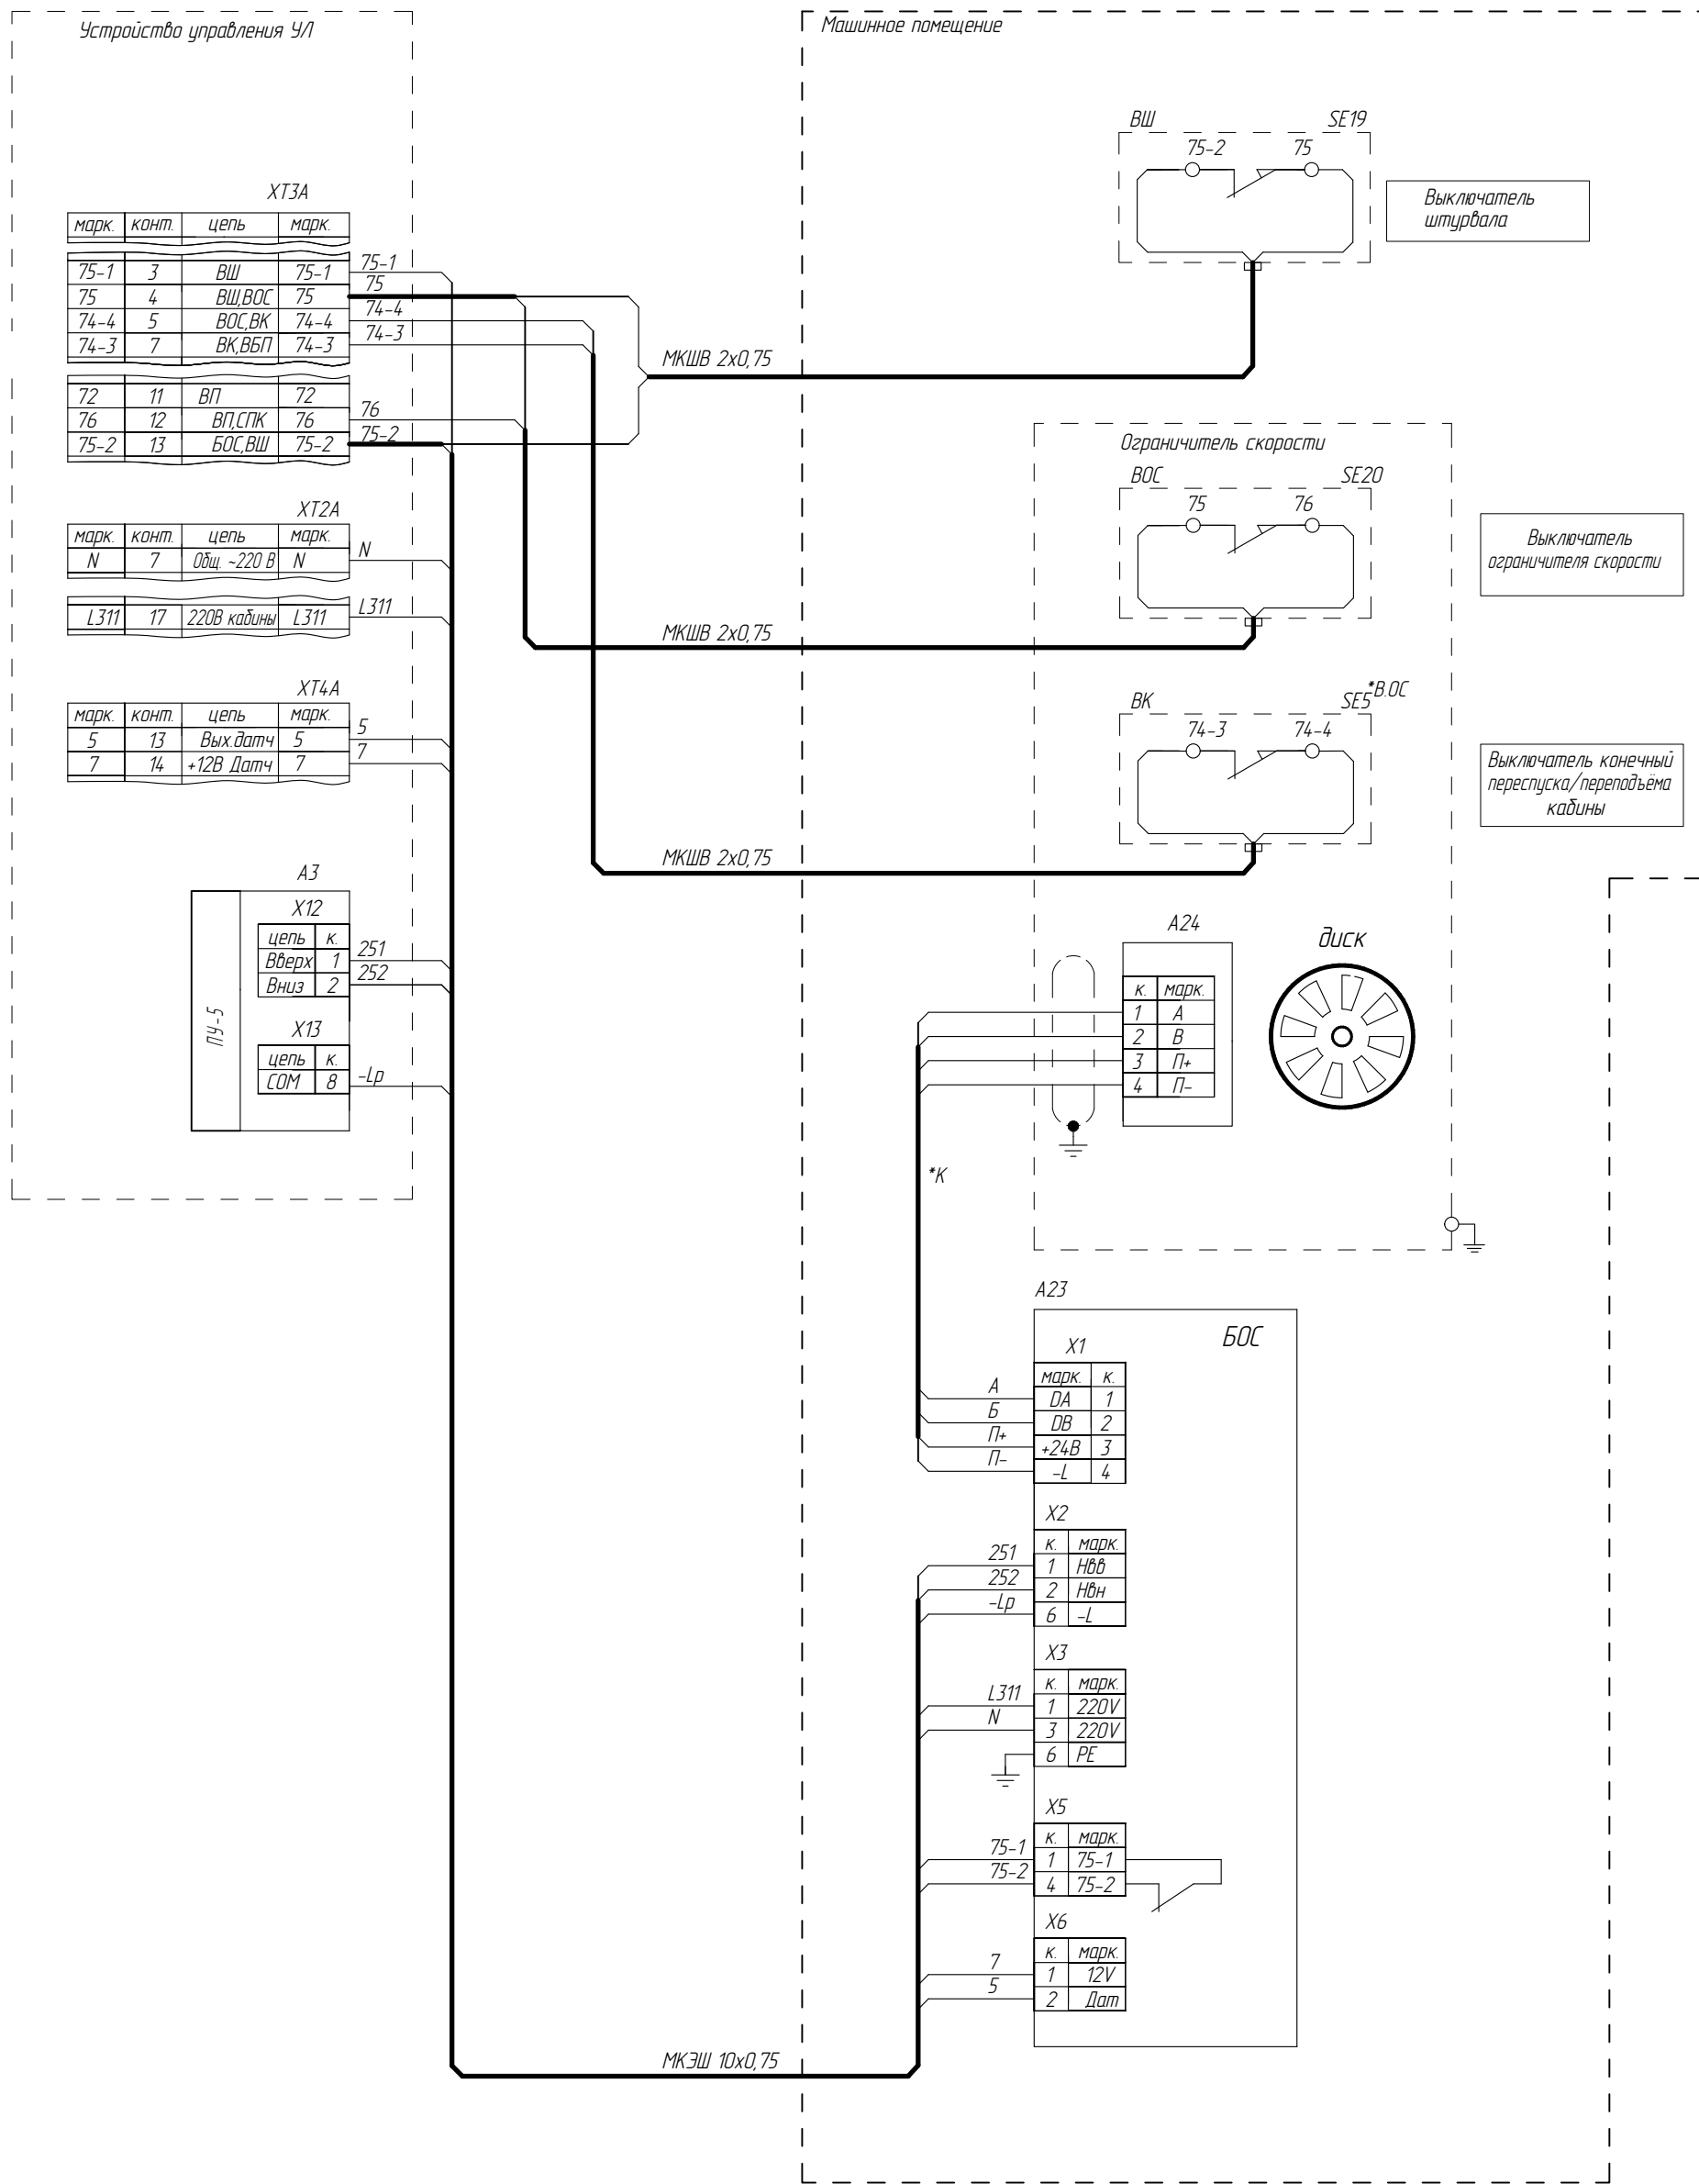 Устройство управления УЛ
Машинное помещение
ХТ3А
марк. конт. цепь марк.
75-1 3 ВШ 75-1 75-1
75 4 ВШ,ВОС 75 75
74-4 5 ВОС,ВК 74-4 74-4
74-3 7 ВК,ВБП 74-3 74-3
72 11 ВП 72
76 12 ВП,СПК 76 76
75-2 13 БОС,ВШ 75-2 75-2
ХТ2А
марк. конт. цепь марк.
N 7 Общ. ~220 В N N
L311 17 220В кабины L311 L311
ХТ4А
марк. конт. цепь марк.
5 13 Вых.датч 5 5
7 14 +12В Датч 7 7
А3
ПУ-5
Х12
цепь к.
Вверх 1 251
Вниз 2 252
Х13
цепь к.
СОМ 8 -Lp
МКШВ 2х0,75
ВШ SE19
75-2 75
Выключатель
штурвала
Ограничитель скорости
ВОС SE20
75 76
Выключатель
ограничителя скорости
МКШВ 2х0,75
ВК SE5 *В.ОС
74-3 74-4
Выключатель конечный
переспуска/переподъёма
кабины
МКШВ 2х0,75
А24
к. марк.
1 А
2 В
3 П+
4 П-
диск
*К
А23
БОС
Х1
марк. к.
А DA 1
Б DB 2
П+ +24В 3
П- -L 4
Х2
к. марк.
251 1 Нвв
252 2 Нвн
-Lp 6 -L
Х3
к. марк.
L311 1 220V
N 3 220V
6 PE
Х5
к. марк.
75-1 1 75-1
75-2 4 75-2
Х6
к. марк.
7 1 12V
5 2 Дат
МКЭШ 10х0,75